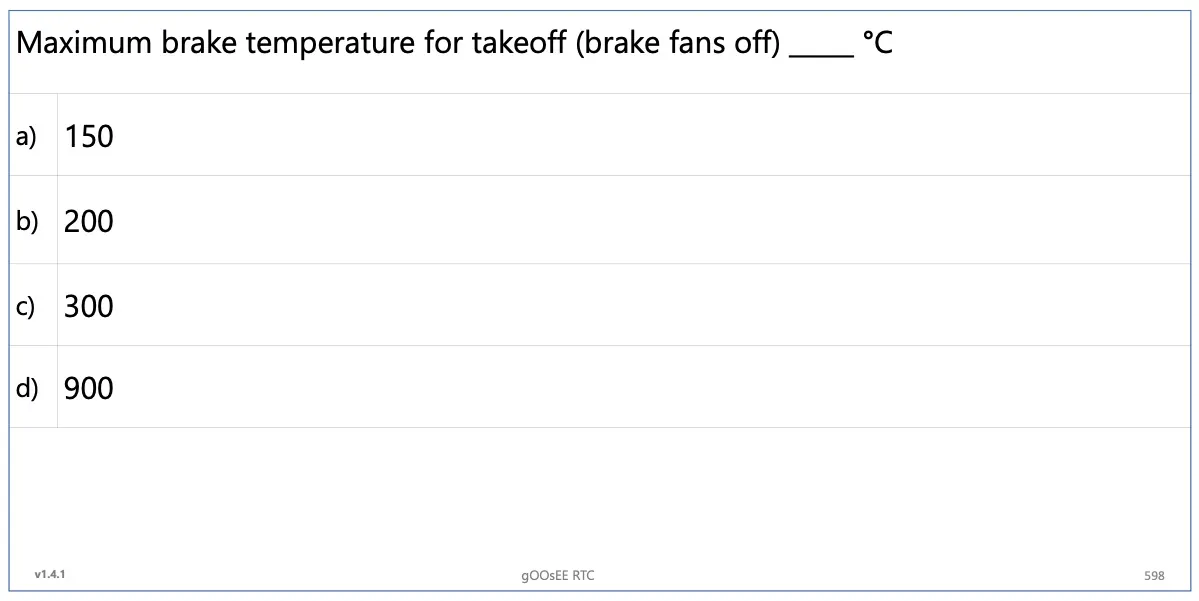 Maximum brake temperature for takeoff (brake fans off) _____ °C
a) 150
b) 200
c) 300
d) 900
v1.4.1 gOOsEE RTC 598